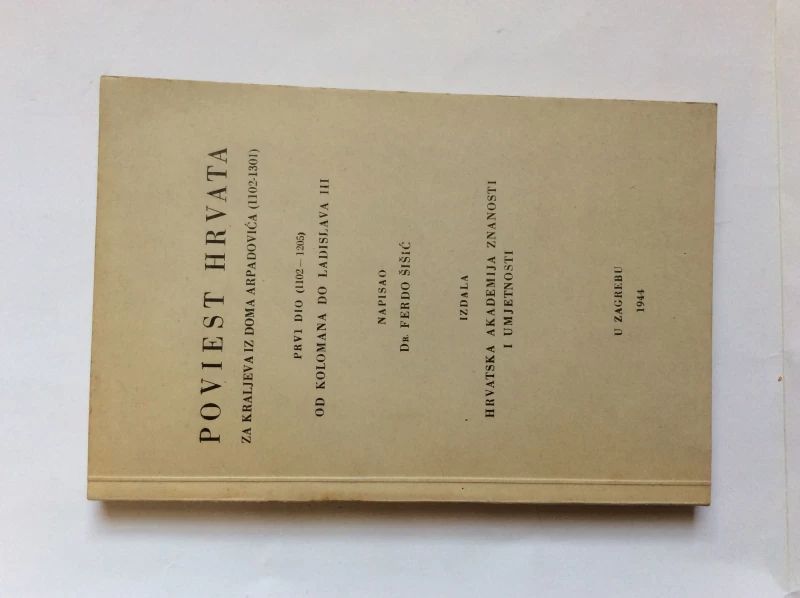 POVIEST HRVATA
ZA KRALJEVA IZ DOMA ARPADOVIĆA (1102-1301)
PRVI DIO (1102—1205)
OD KOLOMANA DO LADISLAVA III
NAPISAO
DR. FERDO ŠIŠIĆ
IZDALA
HRVATSKA AKADEMIJA ZNANOSTI
I UMJETNOSTI
U ZAGREBU
1944